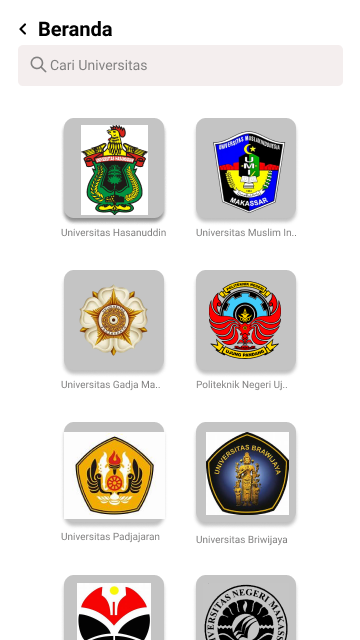 Beranda
Cari Universitas
UNIVERSITAS HASANUDDIN
UNIVERSITAS MUSLIM INDONESIA
U M I
MAKASSAR
Universitas Hasanuddin
Universitas Muslim In..
POLITEKNIK NEGERI
UJUNG PANDANG
Universitas Gadja Ma..
Politeknik Negeri Uj..
UNIVERSITAS BRAWIJAYA
Universitas Padjajaran
Universitas Briwijaya
UNIVERSITAS NEGERI MAKASSAR